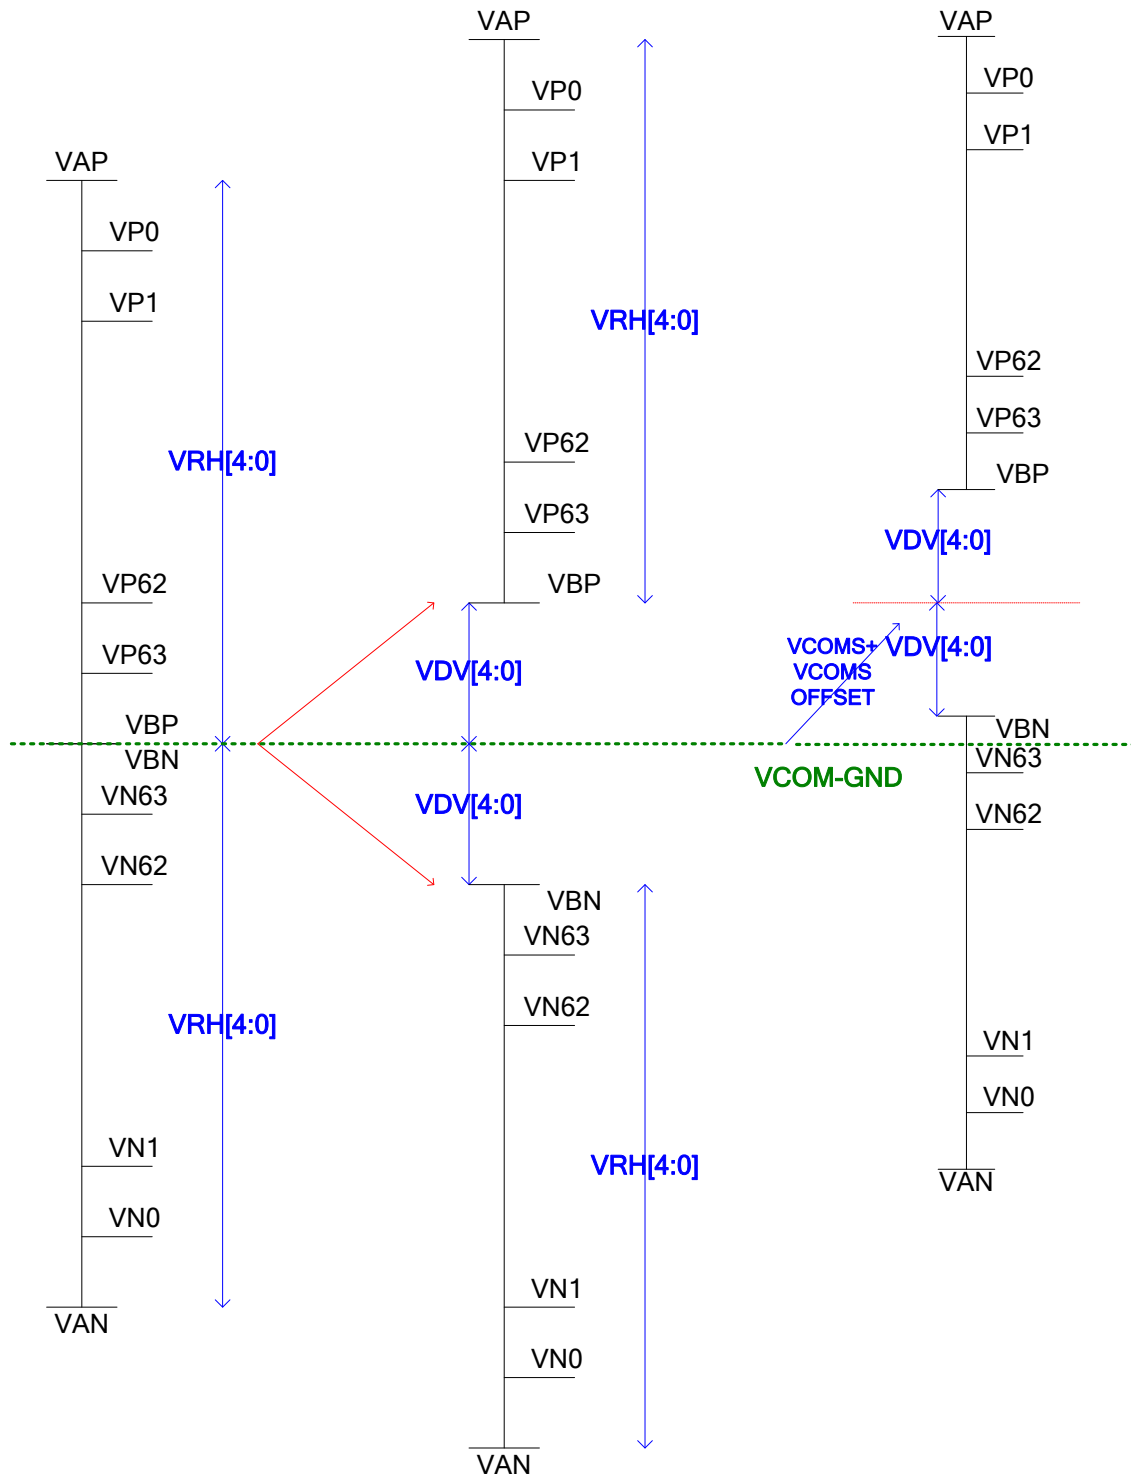 VAP
VP0
VP1
VRH[4:0]
VP62
VP63
VBP
VBN
VN63
VN62
VRH[4:0]
VN1
VN0
VAN
VAP
VP0
VP1
VRH[4:0]
VP62
VP63
VBP
VDV[4:0]
VDV[4:0]
VBN
VN63
VN62
VRH[4:0]
VN1
VN0
VAN
VAP
VP0
VP1
VP62
VP63
VBP
VDV[4:0]
VCOMS+
VCOMS
OFFSET
VDV[4:0]
VBN
VCOM-GND
VN63
VN62
VN1
VN0
VAN